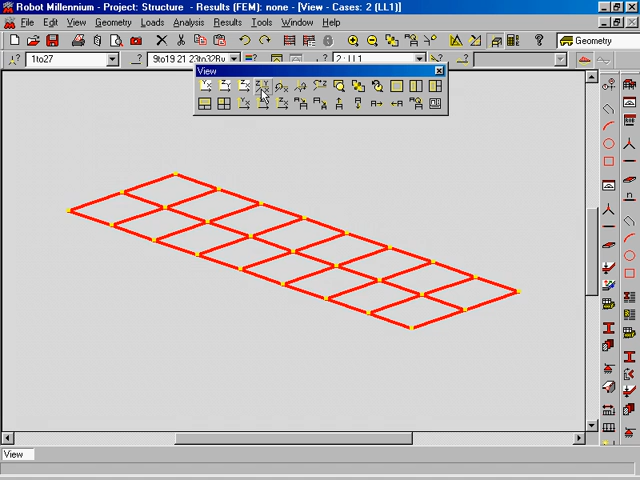 Robot Millennium - Project: Structure - Results (FEM): none - [View - Cases: 2 (LL1)]
File Edit View Geometry Loads Analysis Results Tools Window Help
Geometry
1to27
9to19 21 23to32By
2 : LL1
View
View